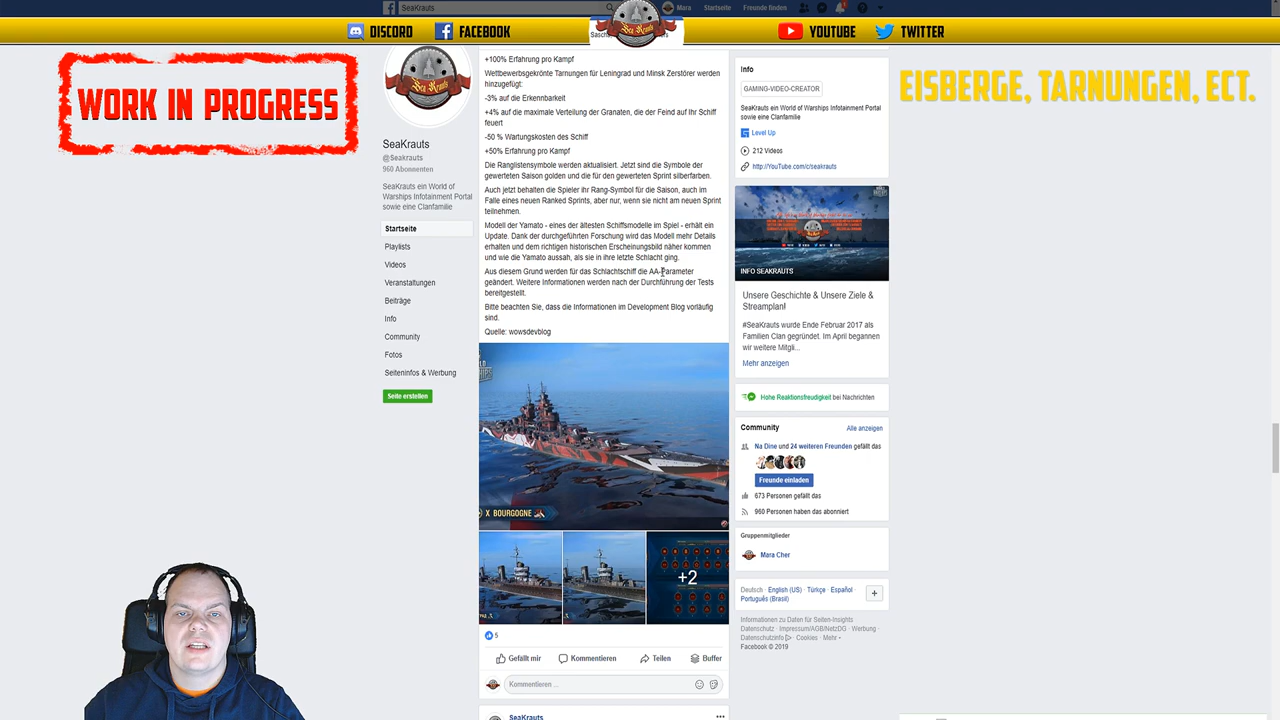 SeaKrauts
Mara Startseite Freunde finden
DISCORD FACEBOOK YOUTUBE TWITTER
Sea Krauts
WORK IN PROGRESS
EISBERGE, TARNUNGEN, ECT.
Sea Krauts
SeaKrauts
@Seakrauts
960 Abonnenten
SeaKrauts ein World of
Warships Infotainment Portal
sowie eine Clanfamilie
Startseite
Playlists
Videos
Veranstaltungen
Beiträge
Info
Community
Fotos
Seiteninfos & Werbung
Seite erstellen
+100% Erfahrung pro Kampf
Wettbewerbsgekrönte Tarnungen für Leningrad und Minsk Zerstörer werden
hinzugefügt:
-3% auf die Erkennbarkeit
+4% auf die maximale Verteilung der Granaten, die der Feind auf Ihr Schiff
feuert
-50 % Wartungskosten des Schiff
+50% Erfahrung pro Kampf
Die Ranglistensymbole werden aktualisiert. Jetzt sind die Symbole der
gewerteten Saison golden und die für den gewerteten Sprint silberfarben.
Auch jetzt behalten die Spieler ihr Rang-Symbol für die Saison, auch im
Falle eines neuen Ranked Sprints, aber nur, wenn sie nicht am neuen Sprint
teilnehmen.
Modell der Yamato - eines der ältesten Schiffsmodelle im Spiel - erhält ein
Update. Dank der durchgeführten Forschung wird das Modell mehr Details
erhalten und dem richtigen historischen Erscheinungsbild näher kommen
und wie die Yamato aussah, als sie in ihre letzte Schlacht ging.
Aus diesem Grund werden für das Schlachtschiff die AA-Parameter
geändert. Weitere Informationen werden nach der Durchführung der Tests
bereitgestellt.
Bitte beachten Sie, dass die Informationen im Development Blog vorläufig
sind.
Quelle: wowsdevblog
X BOURGOGNE
+2
5
Gefällt mir Kommentieren Teilen Buffer
Kommentieren ...
SeaKrauts
Info
GAMING-VIDEO-CREATOR
SeaKrauts ein World of Warships Infotainment Portal
sowie eine Clanfamilie
Level Up
212 Videos
http://YouTube.com/c/seakrauts
INFO SEAKRAUTS
Unsere Geschichte & Unsere Ziele &
Streamplan!
#SeaKrauts wurde Ende Februar 2017 als
Familien Clan gegründet. Im April begannen
wir weitere Mitgli...
Mehr anzeigen
Hohe Reaktionsfreudigkeit bei Nachrichten
Community Alle anzeigen
Na Dine und 24 weiteren Freunden gefällt das
Freunde einladen
673 Personen gefällt das
960 Personen haben das abonniert
Gruppenmitglieder
Mara Cher
Deutsch · English (US) · Türkçe · Español ·
Português (Brasil)
+
Informationen zu Daten für Seiten-Insights
Datenschutz · Impressum/AGB/NetzDG · Werbung ·
Datenschutzinfo · Cookies · Mehr
Facebook © 2019